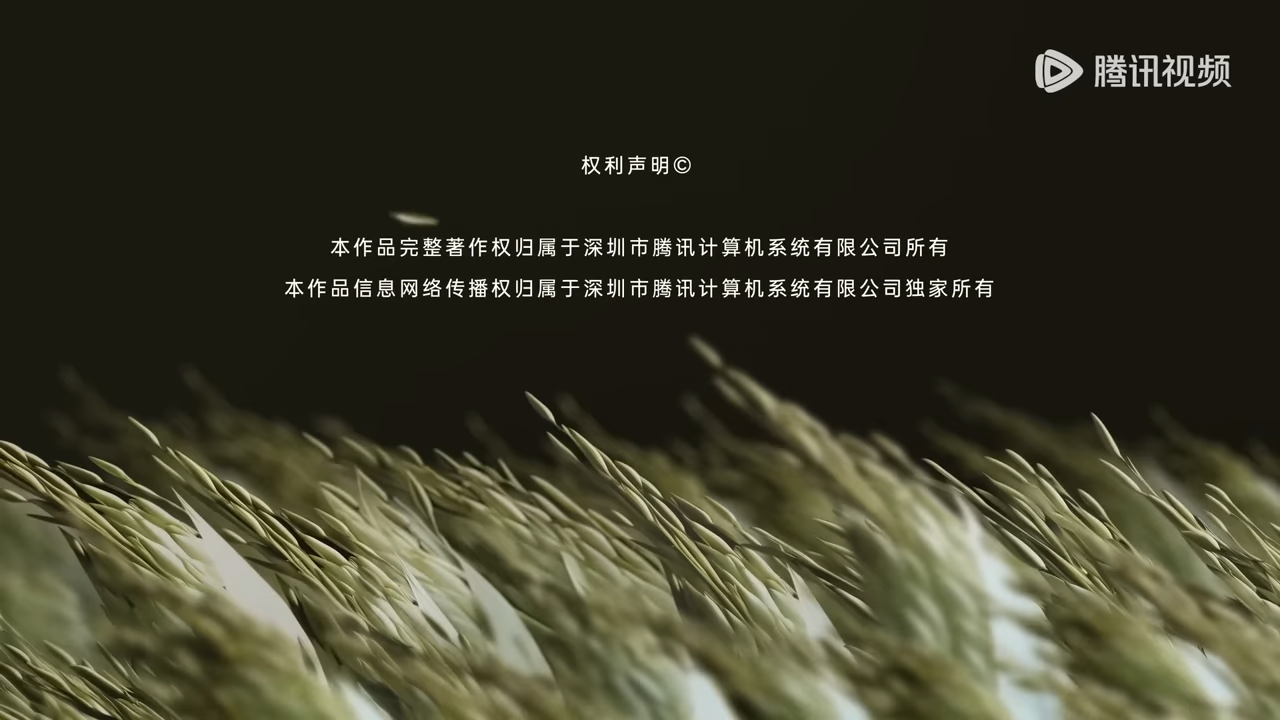 腾讯视频
权利声明©
本作品完整著作权归属于深圳市腾讯计算机系统有限公司所有
本作品信息网络传播权归属于深圳市腾讯计算机系统有限公司独家所有